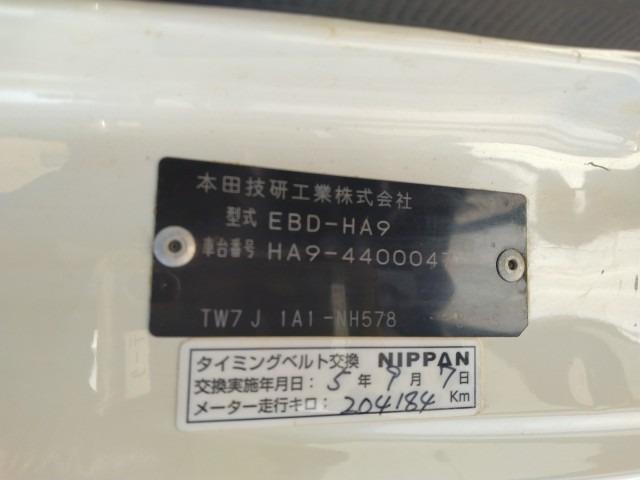 本田技研工業株式会社
型式 EBD-HA9
車台番号
TW7J 1A1-NH578
タイミングベルト交換 NIPPAN
交換実施年月日: 5年9月7日
メーター走行キロ: 204184 Km